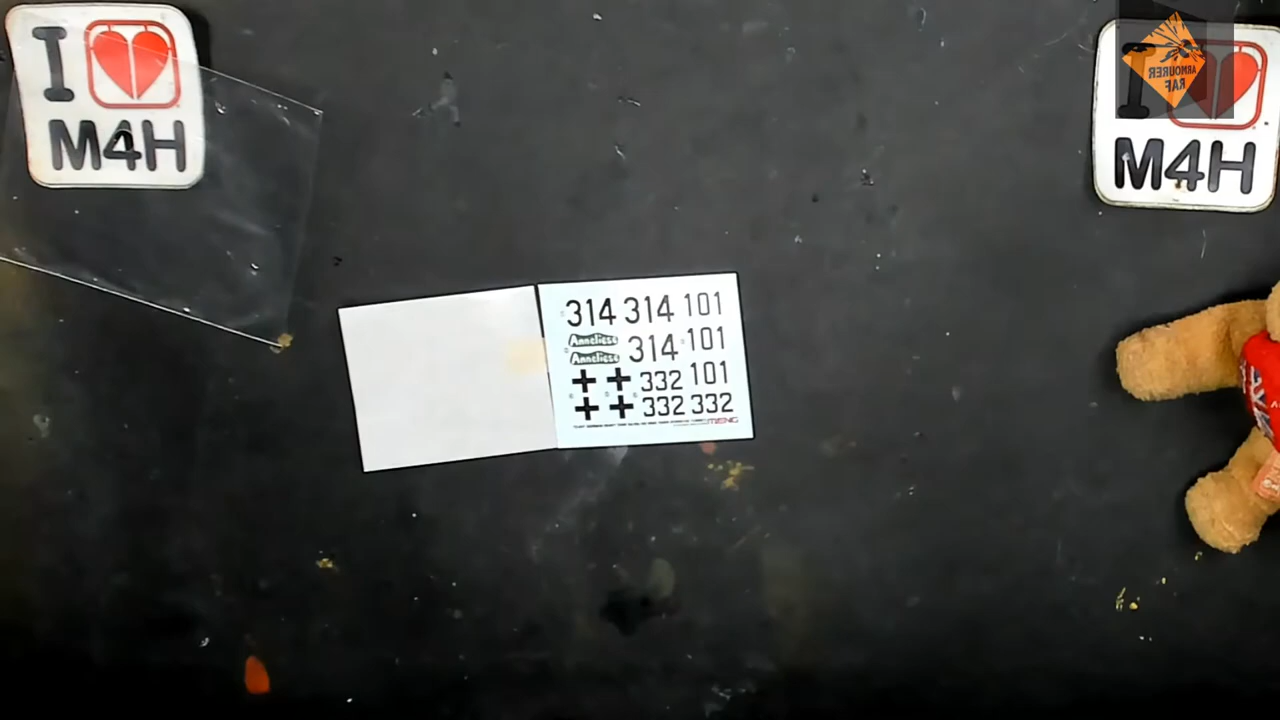 I
M4H
I
M4H
ARMOURER
RAF
314 314 101
Anneliese
314 101
Anneliese
332 101
332 332
MENG